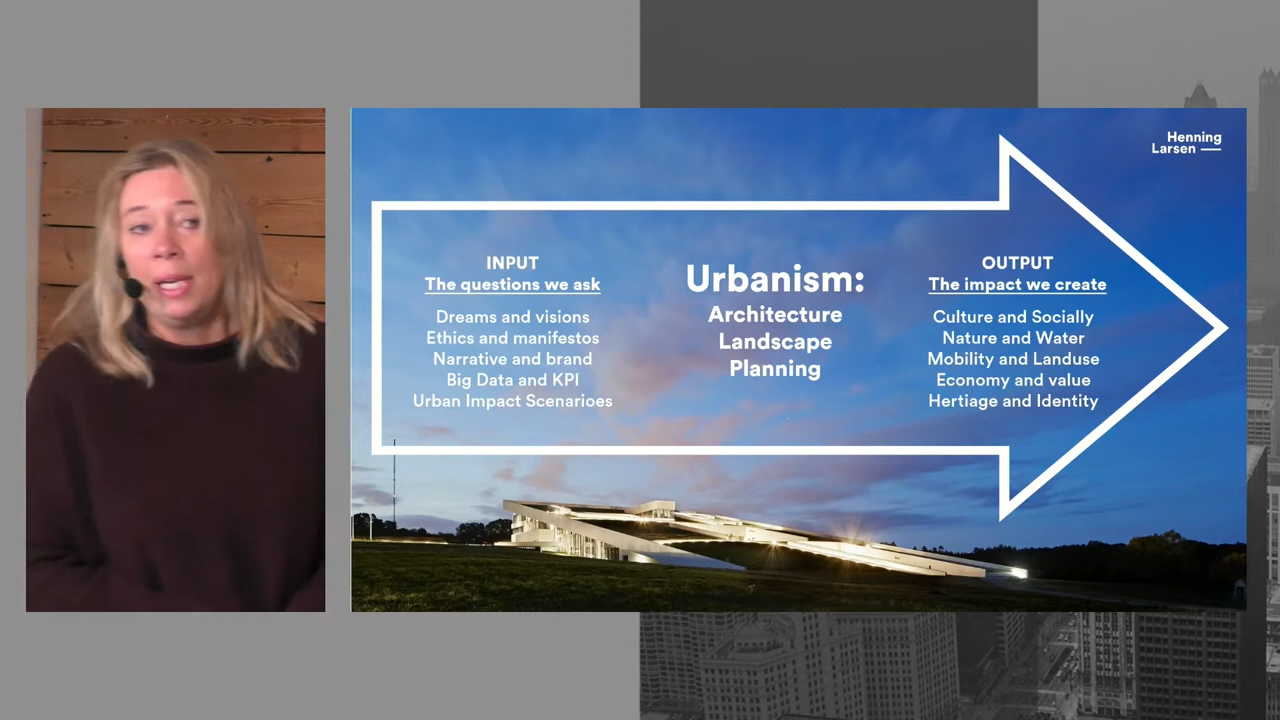 Henning
Larsen
INPUT
The questions we ask
Dreams and visions
Ethics and manifestos
Narrative and brand
Big Data and KPI
Urban Impact Scenarioes
Urbanism:
Architecture
Landscape
Planning
OUTPUT
The impact we create
Culture and Socially
Nature and Water
Mobility and Landuse
Economy and value
Hertiage and Identity